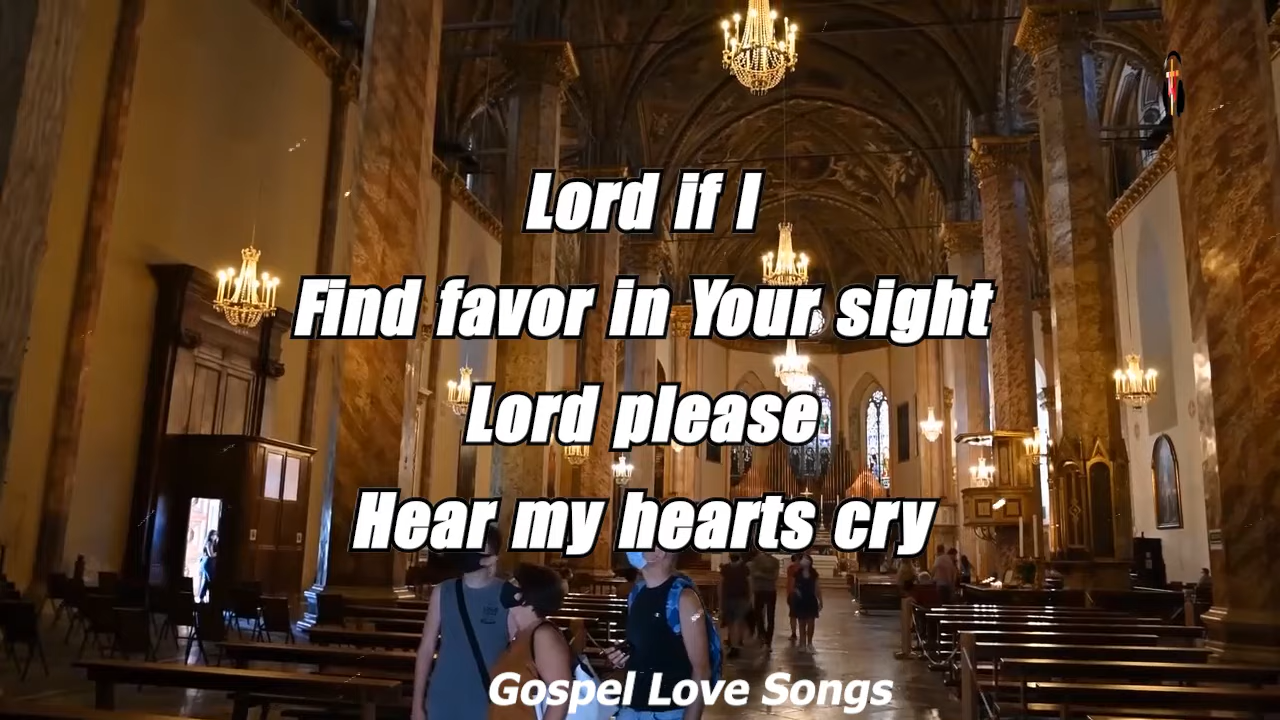 Lord if I
Find favor in Your sight
Lord please
Hear my hearts cry
Gospel Love Songs